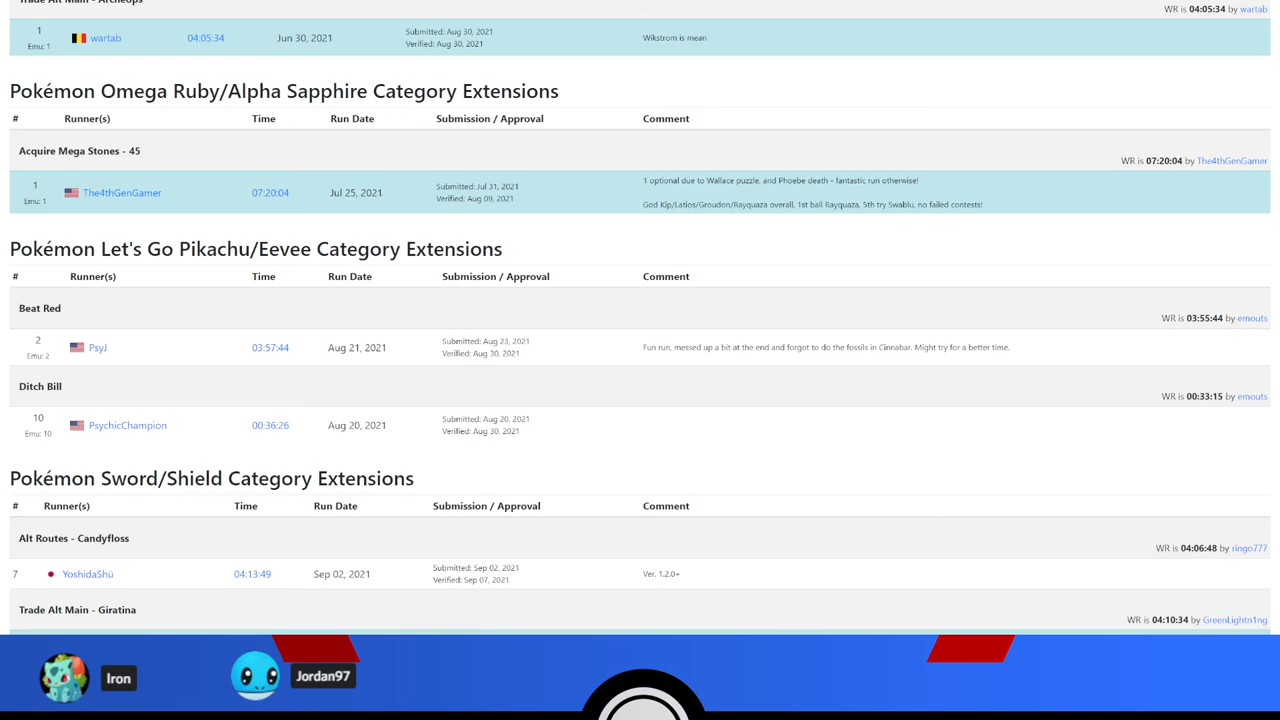 Trade Alt Main - Archeops
WR is 04:05:34 by wartab
1 wartab 04:05:34 Jun 30, 2021 Submitted: Aug 30, 2021 Wikstrom is mean
Emu: 1 Verified: Aug 30, 2021
Pokémon Omega Ruby/Alpha Sapphire Category Extensions
# Runner(s) Time Run Date Submission / Approval Comment
Acquire Mega Stones - 45
WR is 07:20:04 by The4thGenGamer
1 The4thGenGamer 07:20:04 Jul 25, 2021 Submitted: Jul 31, 2021 1 optional due to Wallace puzzle, and Phoebe death - fantastic run otherwise!
Emu: 1 Verified: Aug 09, 2021 God Kip/Latios/Groudon/Rayquaza overall, 1st ball Rayquaza, 5th try Swablu, no failed contests!
Pokémon Let's Go Pikachu/Eevee Category Extensions
# Runner(s) Time Run Date Submission / Approval Comment
Beat Red
WR is 03:55:44 by emouts
2 PsyJ 03:57:44 Aug 21, 2021 Submitted: Aug 23, 2021 Fun run, messed up a bit at the end and forgot to do the fossils in Cinnabar. Might try for a better time.
Emu: 2 Verified: Aug 30, 2021
Ditch Bill
WR is 00:33:15 by emouts
10 PsychicChampion 00:36:26 Aug 20, 2021 Submitted: Aug 20, 2021
Emu: 10 Verified: Aug 30, 2021
Pokémon Sword/Shield Category Extensions
# Runner(s) Time Run Date Submission / Approval Comment
Alt Routes - Candyfloss
WR is 04:06:48 by ringo777
7 YoshidaShū 04:13:49 Sep 02, 2021 Submitted: Sep 02, 2021 Ver. 1.2.0+
Verified: Sep 07, 2021
Trade Alt Main - Giratina
WR is 04:10:34 by GreenLightn1ng
Iron
Jordan97